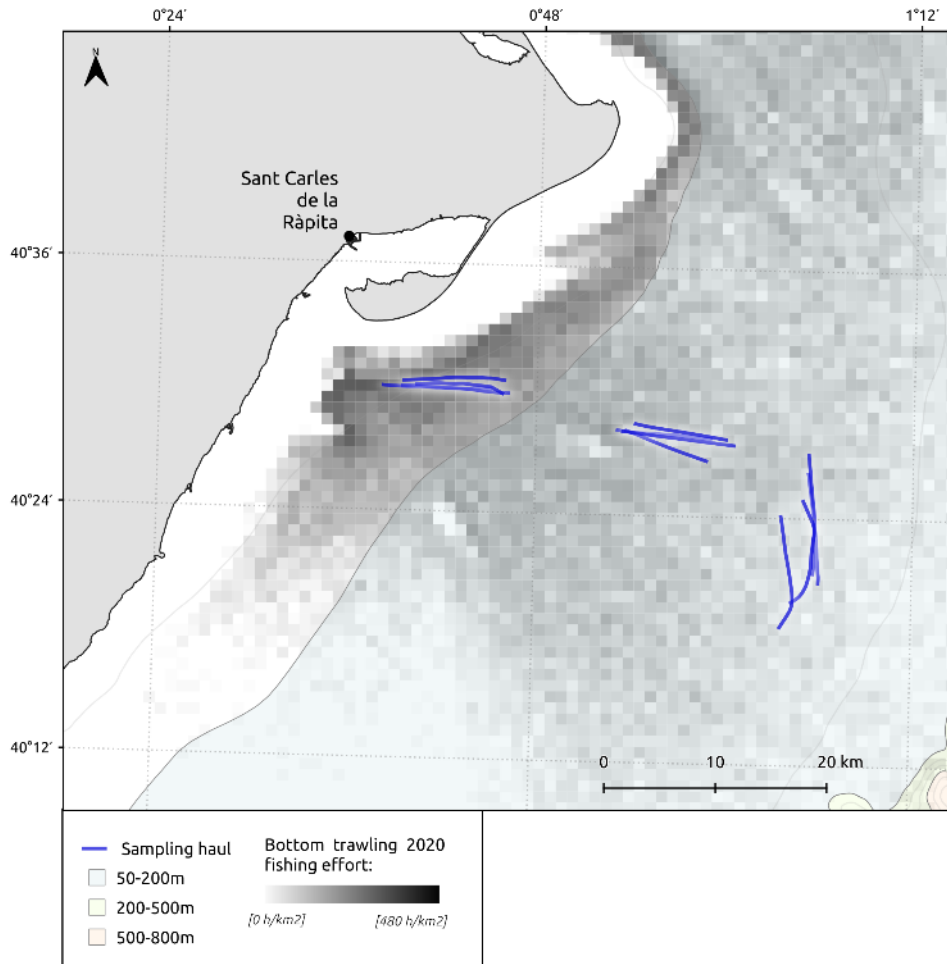 0°24′
0°48′
1°12′
N
Sant Carles
de la
Ràpita
40°36′
40°24′
40°12′
0
10
20 km
Sampling haul
50-200m
200-500m
500-800m
Bottom trawling 2020
fishing effort:
[0 h/km2]
[480 h/km2]